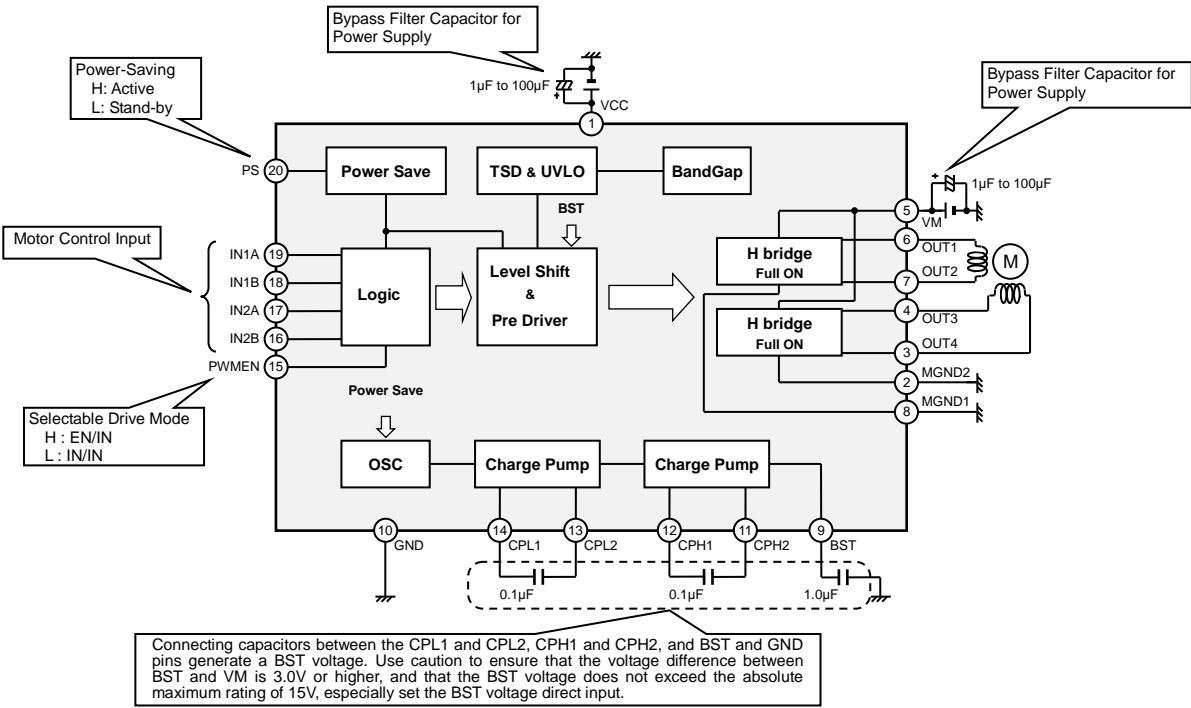 Bypass Filter Capacitor for
Power Supply
Power-Saving
H: Active
L: Stand-by
1µF to 100µF
+
VCC
1
Bypass Filter Capacitor for
Power Supply
PS
20
Power Save
TSD & UVLO
BandGap
BST
+
1µF to 100µF
5
VM
Motor Control Input
IN1A
19
IN1B
18
IN2A
17
IN2B
16
PWMEN
15
Logic
Level Shift
&
Pre Driver
H bridge
Full ON
H bridge
Full ON
6
OUT1
7
OUT2
M
4
OUT3
3
OUT4
2
MGND2
8
MGND1
Selectable Drive Mode
H : EN/IN
L : IN/IN
Power Save
OSC
Charge Pump
Charge Pump
10
GND
14
CPL1
13
CPL2
12
CPH1
11
CPH2
9
BST
0.1µF
0.1µF
1.0µF
Connecting capacitors between the CPL1 and CPL2, CPH1 and CPH2, and BST and GND
pins generate a BST voltage. Use caution to ensure that the voltage difference between
BST and VM is 3.0V or higher, and that the BST voltage does not exceed the absolute
maximum rating of 15V, especially set the BST voltage direct input.